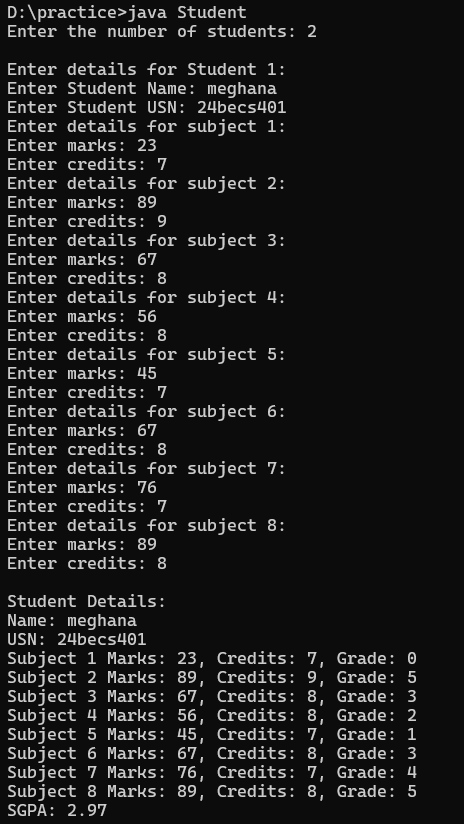 D:\practice>java Student
Enter the number of students: 2
Enter details for Student 1:
Enter Student Name: meghana
Enter Student USN: 24becs401
Enter details for subject 1:
Enter marks: 23
Enter credits: 7
Enter details for subject 2:
Enter marks: 89
Enter credits: 9
Enter details for subject 3:
Enter marks: 67
Enter credits: 8
Enter details for subject 4:
Enter marks: 56
Enter credits: 8
Enter details for subject 5:
Enter marks: 45
Enter credits: 7
Enter details for subject 6:
Enter marks: 67
Enter credits: 8
Enter details for subject 7:
Enter marks: 76
Enter credits: 7
Enter details for subject 8:
Enter marks: 89
Enter credits: 8
Student Details:
Name: meghana
USN: 24becs401
Subject 1 Marks: 23, Credits: 7, Grade: 0
Subject 2 Marks: 89, Credits: 9, Grade: 5
Subject 3 Marks: 67, Credits: 8, Grade: 3
Subject 4 Marks: 56, Credits: 8, Grade: 2
Subject 5 Marks: 45, Credits: 7, Grade: 1
Subject 6 Marks: 67, Credits: 8, Grade: 3
Subject 7 Marks: 76, Credits: 7, Grade: 4
Subject 8 Marks: 89, Credits: 8, Grade: 5
SGPA: 2.97